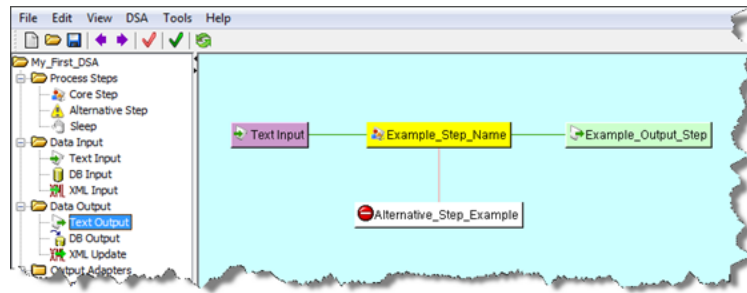 File Edit View DSA Tools Help
My_First_DSA
Process Steps
Core Step
Alternative Step
Sleep
Data Input
Text Input
DB Input
XML Input
Data Output
Text Output
DB Output
XML Update
Output Adapters
Text Input
Example_Step_Name
Example_Output_Step
Alternative_Step_Example